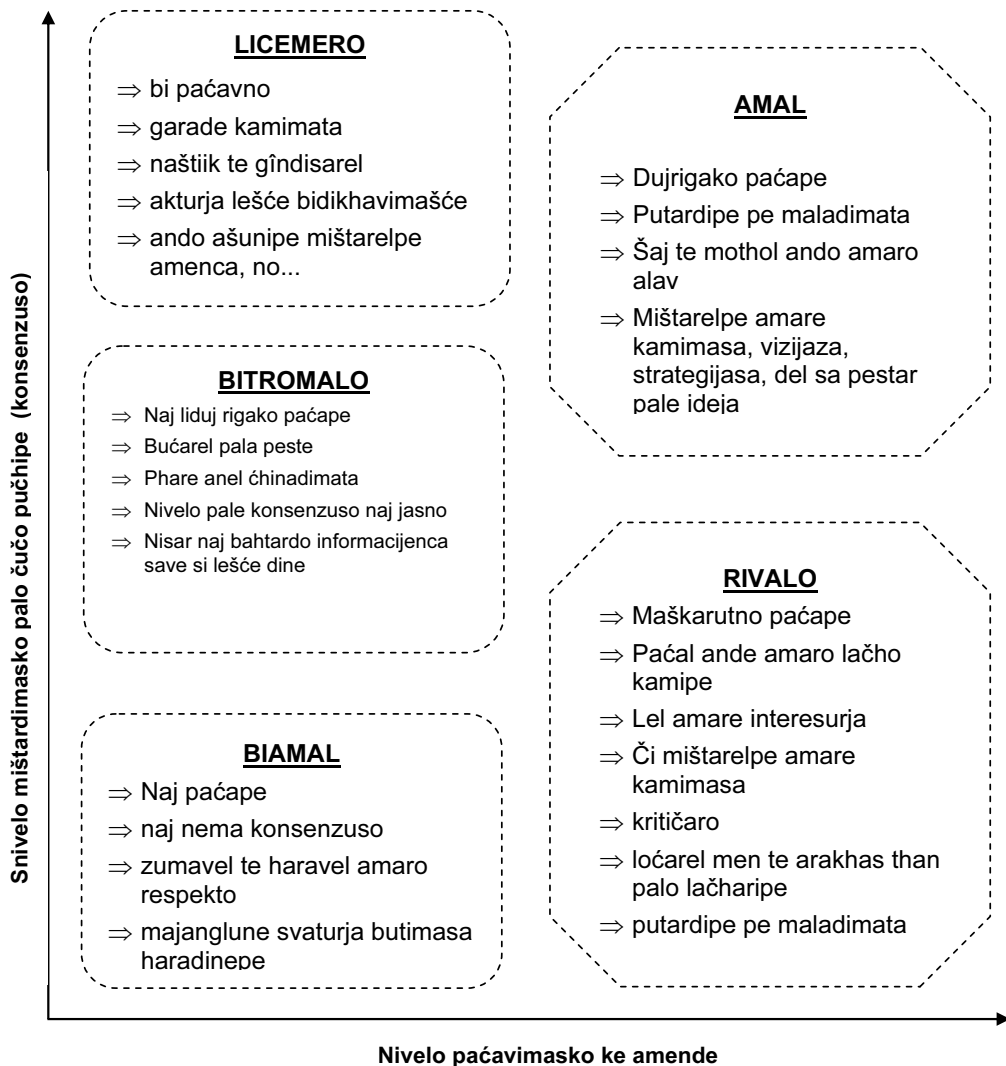 LICEMERO
⇒ bi paćavno
⇒ garade kamimata
⇒ naštiik te gîndisarel
⇒ akturja lešće bidikhavimašće
⇒ ando ašunipe mištarelpe
amenca, no...
AMAL
⇒ Dujrigako paćape
⇒ Putardipe pe maladimata
⇒ Šaj te mothol ando amaro
alav
⇒ Mištarelpe amare
kamimasa, vizijaza,
strategijasa, del sa pestar
pale ideja
BITROMALO
⇒ Naj liduj rigako paćape
⇒ Bućarel pala peste
⇒ Phare anel ćhinadimata
⇒ Nivelo pale konsenzuso naj jasno
⇒ Nisar naj bahtardo informacijenca
save si lešće dine
RIVALO
⇒ Maškarutno paćape
⇒ Paćal ande amaro lačho
kamipe
⇒ Lel amare interesurja
⇒ Či mištarelpe amare
kamimasa
⇒ kritičaro
⇒ loćarel men te arakhas than
palo lačharipe
⇒ putardipe pe maladimata
BIAMAL
⇒ Naj paćape
⇒ naj nema konsenzuso
⇒ zumavel te haravel amaro
respekto
⇒ majanglune svaturja butimasa
haradinepe
Snivelo mištardimasko palo čučo pučhipe (konsenzuso)
Nivelo paćavimasko ke amende